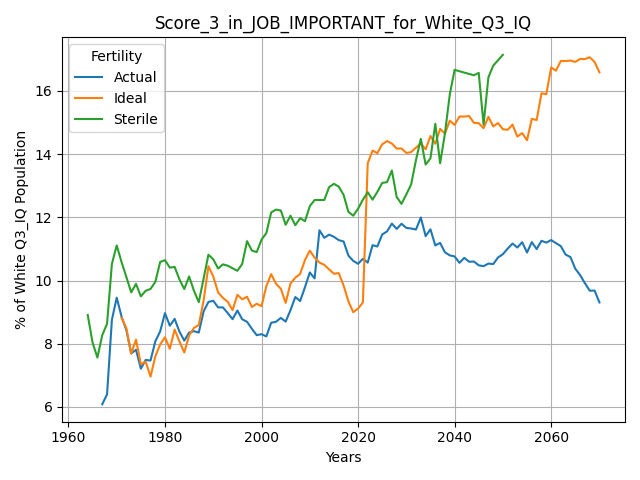 Score_3_in_JOB_IMPORTANT_for_White_Q3_IQ
Fertility
Actual
Ideal
Sterile
% of White Q3_IQ Population
16
14
12
10
8
6
1960
1980
2000
2020
2040
2060
Years